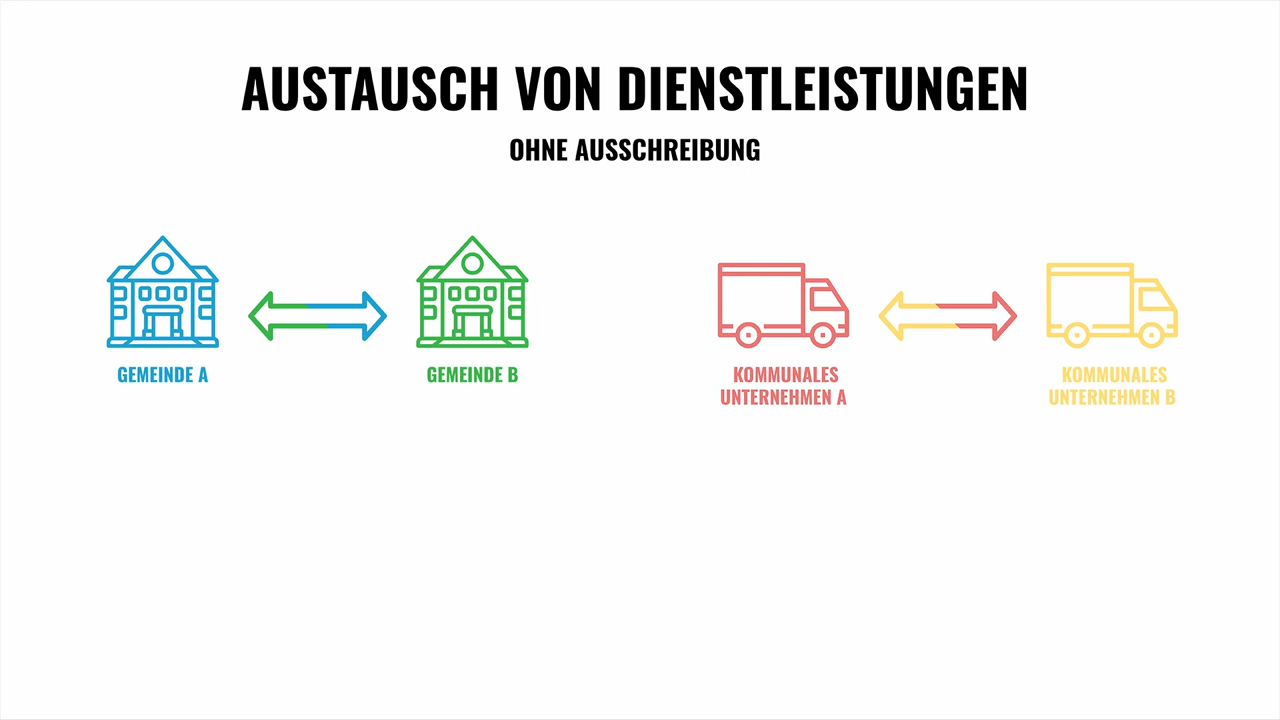 AUSTAUSCH VON DIENSTLEISTUNGEN
OHNE AUSSCHREIBUNG
GEMEINDE A
GEMEINDE B
KOMMUNALES
UNTERNEHMEN A
KOMMUNALES
UNTERNEHMEN B